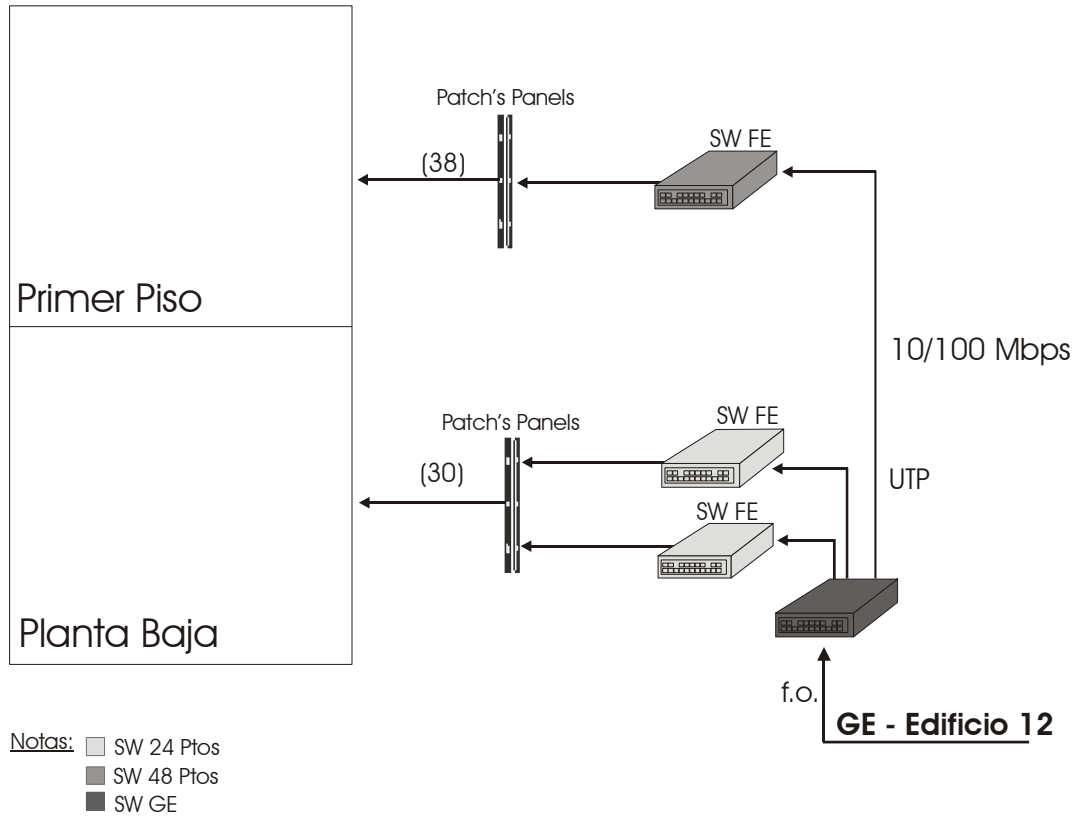 Patch's Panels
SW FE
(38)
Primer Piso
10/100 Mbps
Patch's Panels
SW FE
(30)
UTP
SW FE
Planta Baja
f.o.
GE - Edificio 12
Notas:
SW 24 Ptos
SW 48 Ptos
SW GE